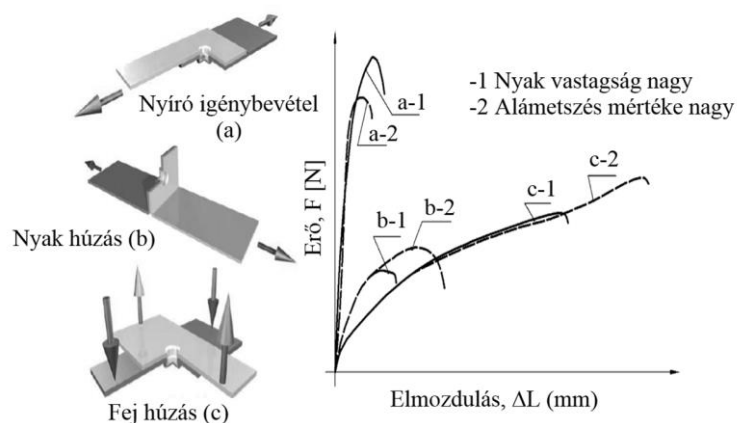 Nyíró igénybevétel
(a)
Nyak húzás (b)
Fej húzás (c)
Erő, F [N]
a-1
a-2
b-1
b-2
c-1
c-2
-1 Nyak vastagság nagy
-2 Alámetszés mértéke nagy
Elmozdulás, ΔL (mm)